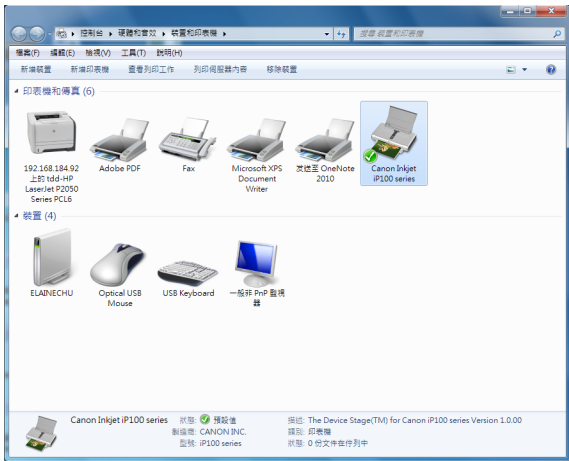 控制台 ▸ 硬體和音效 ▸ 裝置和印表機 ▸
搜尋 裝置和印表機
檔案(F) 編輯(E) 檢視(V) 工具(T) 說明(H)
新增裝置 新增印表機 查看列印工作 列印伺服器內容 移除裝置
印表機和傳真 (6)
192.168.184.92
上的 tdd-HP
LaserJet P2050
Series PCL6
Adobe PDF
Fax
Microsoft XPS
Document
Writer
发送至 OneNote
2010
Canon Inkjet
iP100 series
裝置 (4)
ELAINECHU
Optical USB
Mouse
USB Keyboard
一般非 PnP 監視
器
Canon Inkjet iP100 series 狀態: 預設值 描述: The Device Stage(TM) for Canon iP100 series Version 1.0.00
製造商: CANON INC. 類別: 印表機
型號: iP100 series 狀態: 0 份文件在佇列中